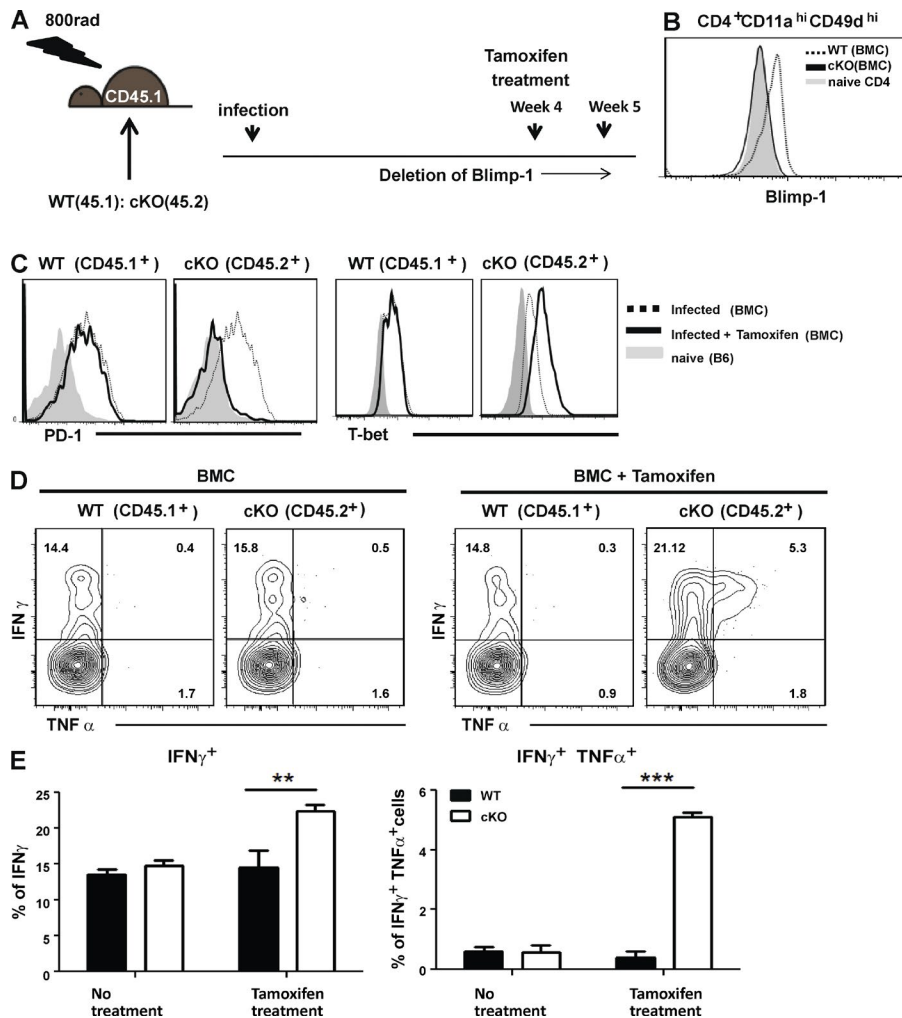 A
800rad
CD45.1
WT(45.1): cKO(45.2)
infection
Tamoxifen
treatment
Week 4
Week 5
Deletion of Blimp-1
B
CD4+CD11a hi CD49d hi
WT (BMC)
cKO(BMC)
naive CD4
Blimp-1
C
WT (CD45.1+)
cKO (CD45.2+)
WT (CD45.1+)
cKO (CD45.2+)
0
PD-1
T-bet
Infected (BMC)
Infected + Tamoxifen (BMC)
naive (B6)
D
BMC
BMC + Tamoxifen
WT (CD45.1+)
cKO (CD45.2+)
WT (CD45.1+)
cKO (CD45.2+)
14.4
0.4
15.8
0.5
14.8
0.3
21.12
5.3
IFN γ
IFN γ
1.7
1.6
0.9
1.8
TNF α
TNF α
E
IFNγ+
IFNγ+ TNFα+
% of IFNγ
25
20
15
10
5
0
**
No
treatment
Tamoxifen
treatment
% of IFNγ+ TNFα+cells
6
4
2
0
WT
cKO
***
No
treatment
Tamoxifen
treatment